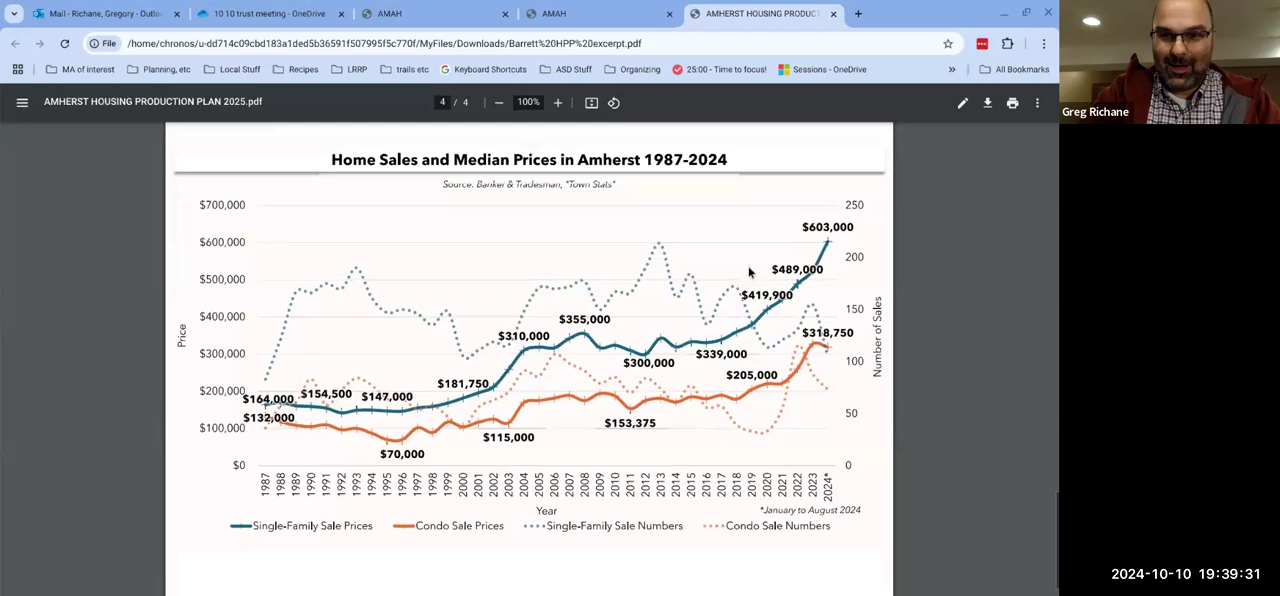 Mail - Richane, Gregory - Outloo
10 10 trust meeting - OneDrive
AMAH
AMAH
AMHERST HOUSING PRODUCT
File
/home/chronos/u-dd714c09cbd183a1ded5b36591f507995f5c770f/MyFiles/Downloads/Barrett%20HPP%20excerpt.pdf
MA of interest
Planning, etc
Local Stuff
Recipes
LRRP
trails etc
Keyboard Shortcuts
ASD Stuff
Organizing
25:00 - Time to focus!
Sessions - OneDrive
»
All Bookmarks
AMHERST HOUSING PRODUCTION PLAN 2025.pdf
4 / 4
100%
Greg Richane
Home Sales and Median Prices in Amherst 1987-2024
Source: Banker & Tradesman, "Town Stats"
$700,000
$600,000
$500,000
$400,000
$300,000
$200,000
$100,000
$0
Price
250
200
150
100
50
0
Number of Sales
$603,000
$489,000
$419,900
$318,750
$355,000
$310,000
$339,000
$300,000
$205,000
$181,750
$164,000
$154,500
$147,000
$132,000
$153,375
$115,000
$70,000
1987
1988
1989
1990
1991
1992
1993
1994
1995
1996
1997
1998
1999
2000
2001
2002
2003
2004
2005
2006
2007
2008
2009
2010
2011
2012
2013
2014
2015
2016
2017
2018
2019
2020
2021
2022
2023
2024*
Year
*January to August 2024
Single-Family Sale Prices
Condo Sale Prices
Single-Family Sale Numbers
Condo Sale Numbers
2024-10-10 19:39:31